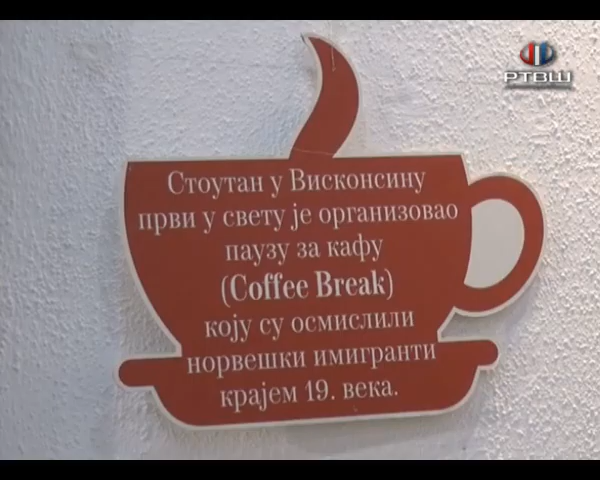 РТВШ
Стоутан у Висконсину
први у свету је организовао
паузу за кафу
(Coffee Break)
коју су осмислили
норвешки имигранти
крајем 19. века.